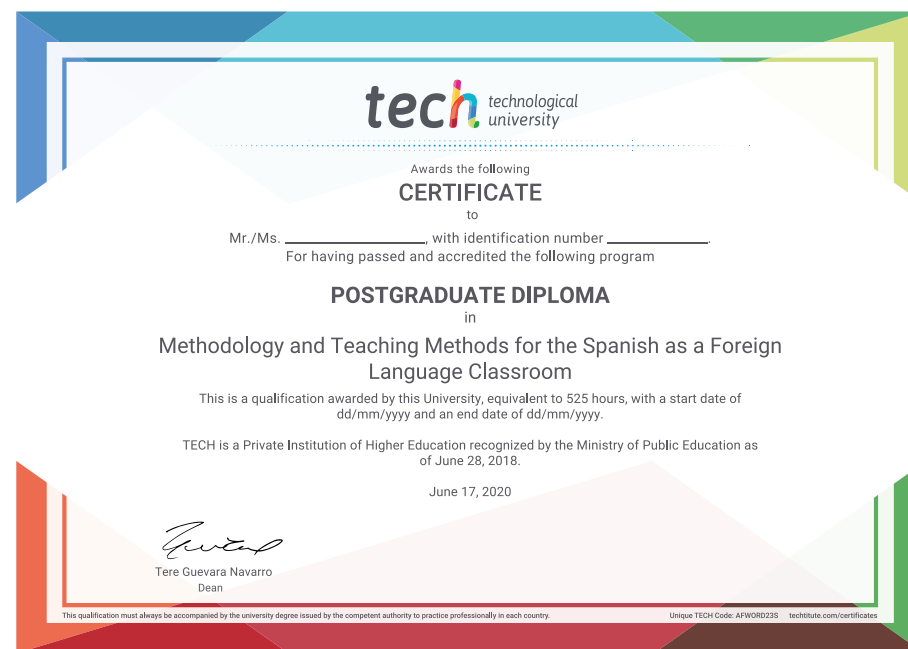 tech technological
university
Awards the following
CERTIFICATE
to
Mr./Ms. ____________________, with identification number ______________.
For having passed and accredited the following program
POSTGRADUATE DIPLOMA
in
Methodology and Teaching Methods for the Spanish as a Foreign
Language Classroom
This is a qualification awarded by this University, equivalent to 525 hours, with a start date of
dd/mm/yyyy and an end date of dd/mm/yyyy.
TECH is a Private Institution of Higher Education recognized by the Ministry of Public Education as
of June 28, 2018.
June 17, 2020
Tere Guevara Navarro
Dean
This qualification must always be accompanied by the university degree issued by the competent authority to practice professionally in each country. Unique TECH Code: AFWORD23S techtitute.com/certificates